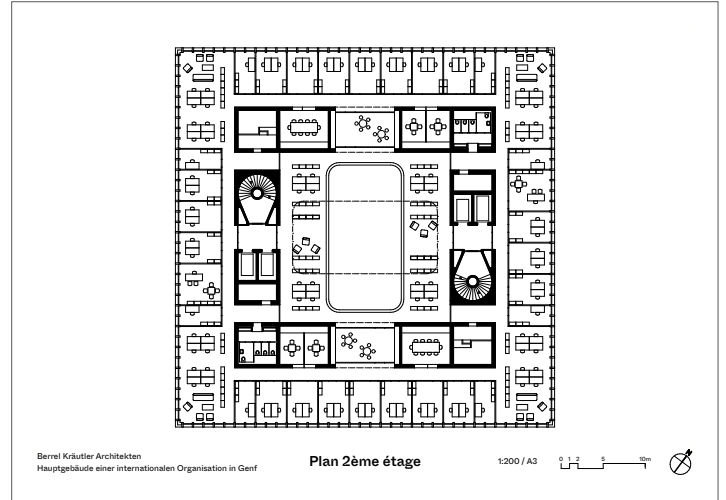 Berrel Kräutler Architekten
Hauptgebäude einer internationalen Organisation in Genf
Plan 2ème étage
1:200 / A3
0 1 2 5 10m
N